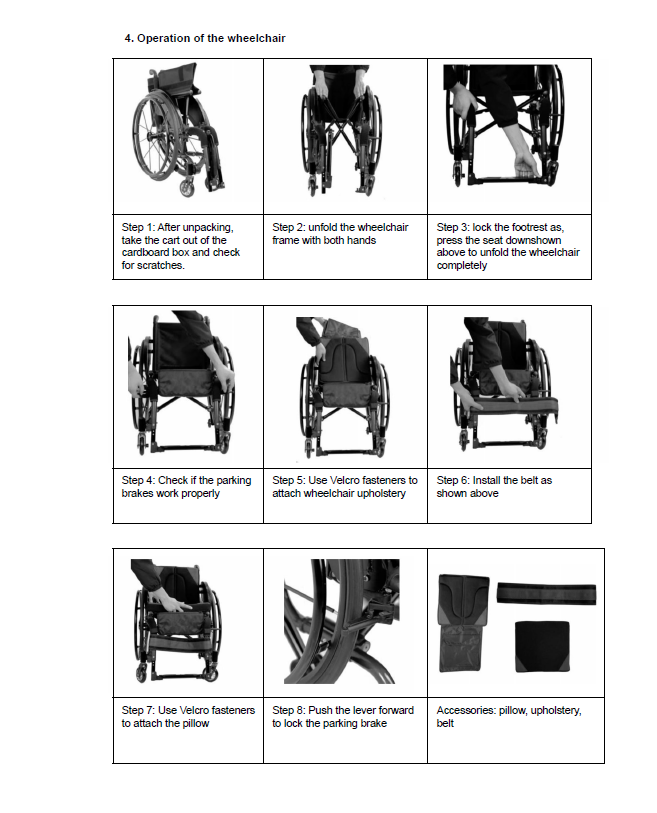 4. Operation of the wheelchair
Step 1: After unpacking,
take the cart out of the
cardboard box and check
for scratches.
Step 2: unfold the wheelchair
frame with both hands
Step 3: lock the footrest as,
press the seat downshown
above to unfold the wheelchair
completely
Step 4: Check if the parking
brakes work properly
Step 5: Use Velcro fasteners to
attach wheelchair upholstery
Step 6: Install the belt as
shown above
Step 7: Use Velcro fasteners
to attach the pillow
Step 8: Push the lever forward
to lock the parking brake
Accessories: pillow, upholstery,
belt